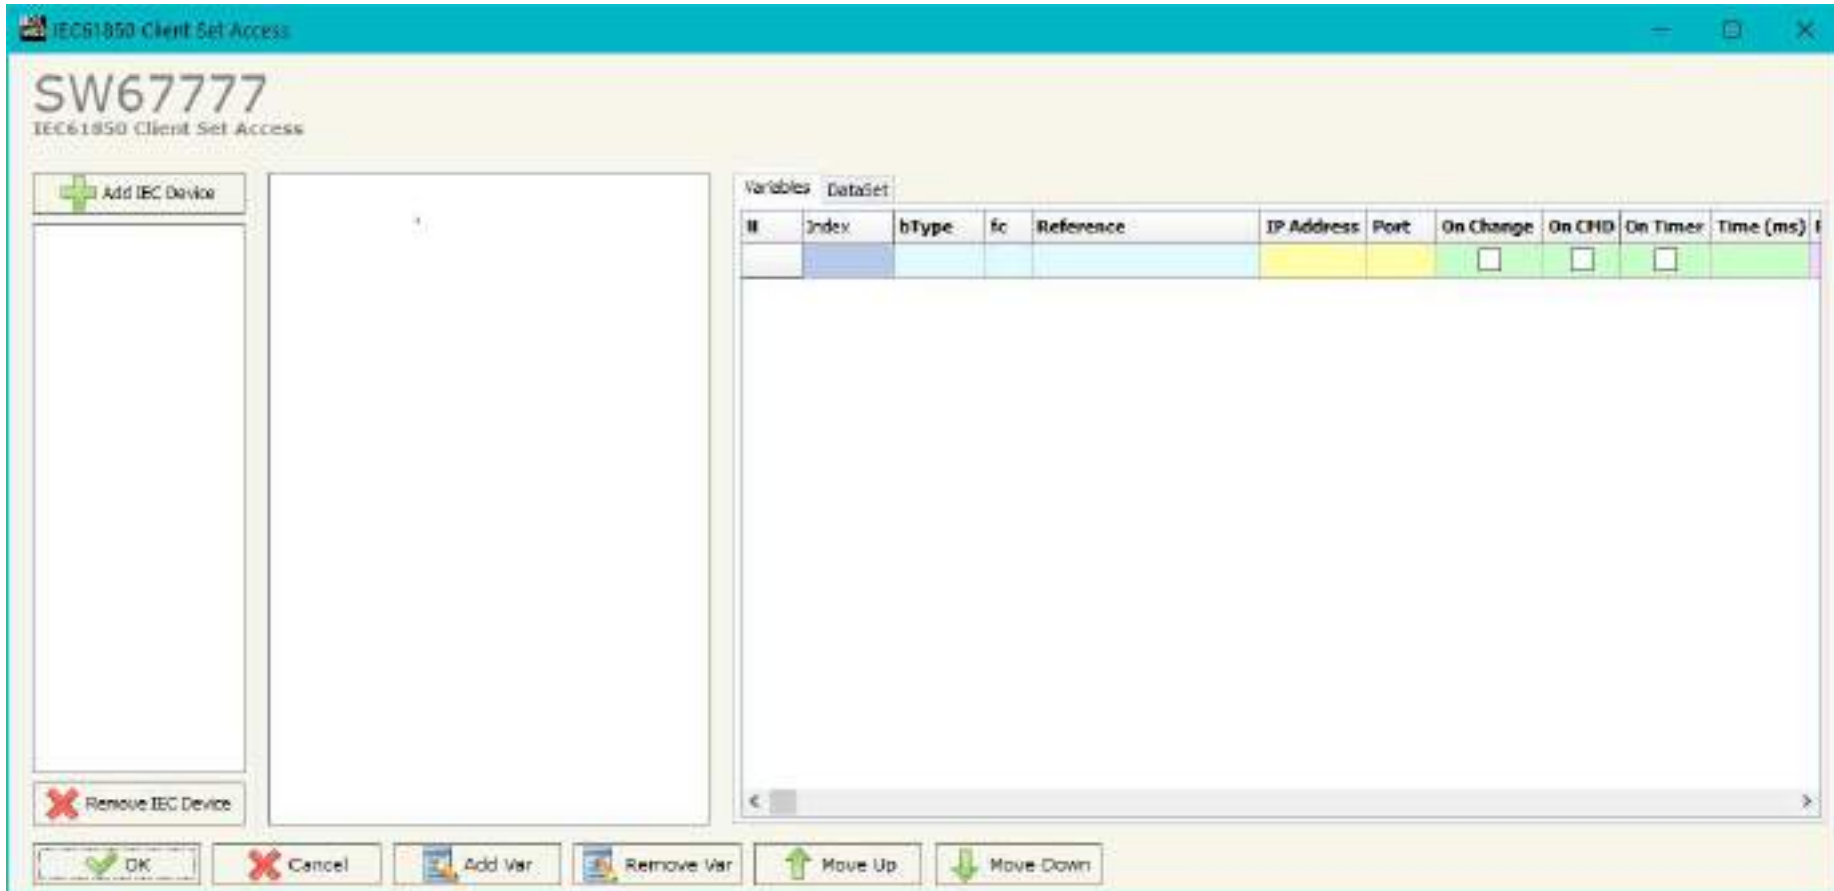 IEC61850 Client Set Access
SW67777
IEC61850 Client Set Access
Add IEC Device
Variables DataSet
N Index bType fc Reference IP Address Port On Change On CMD On Timer Time (ms)
Remove IEC Device
OK Cancel Add Var Remove Var Move Up Move Down